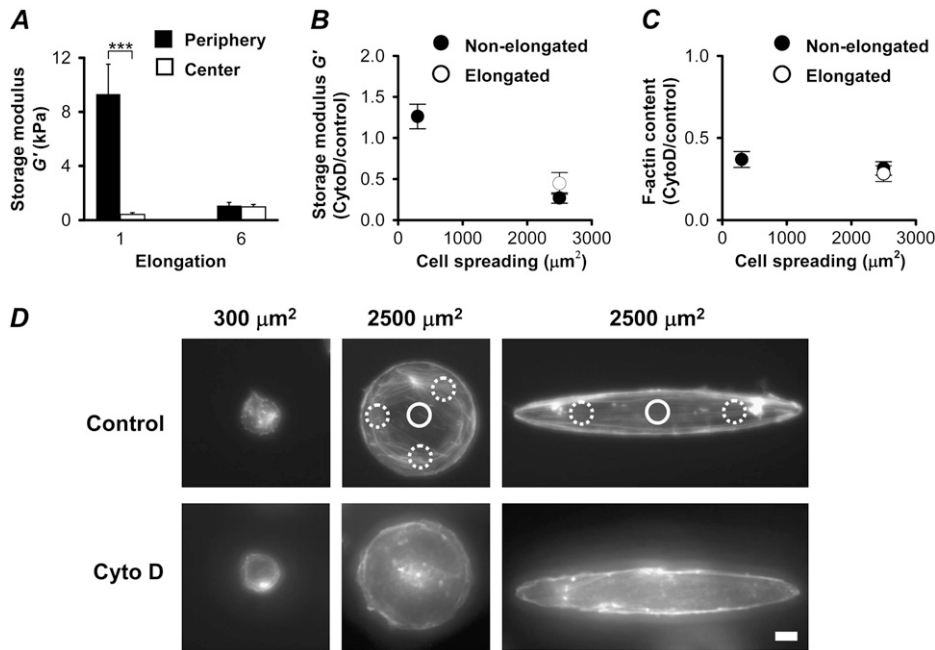 A
Periphery
Center
***
12
8
4
0
Storage modulus
G′ (kPa)
1
6
Elongation
B
Non-elongated
Elongated
2.0
1.5
1.0
0.5
0.0
Storage modulus G′
(CytoD/control)
0
1000
2000
3000
Cell spreading (μm²)
C
Non-elongated
Elongated
1.0
0.5
0.0
F-actin content
(CytoD/control)
0
1000
2000
3000
Cell spreading (μm²)
D
300 μm²
2500 μm²
2500 μm²
Control
Cyto D